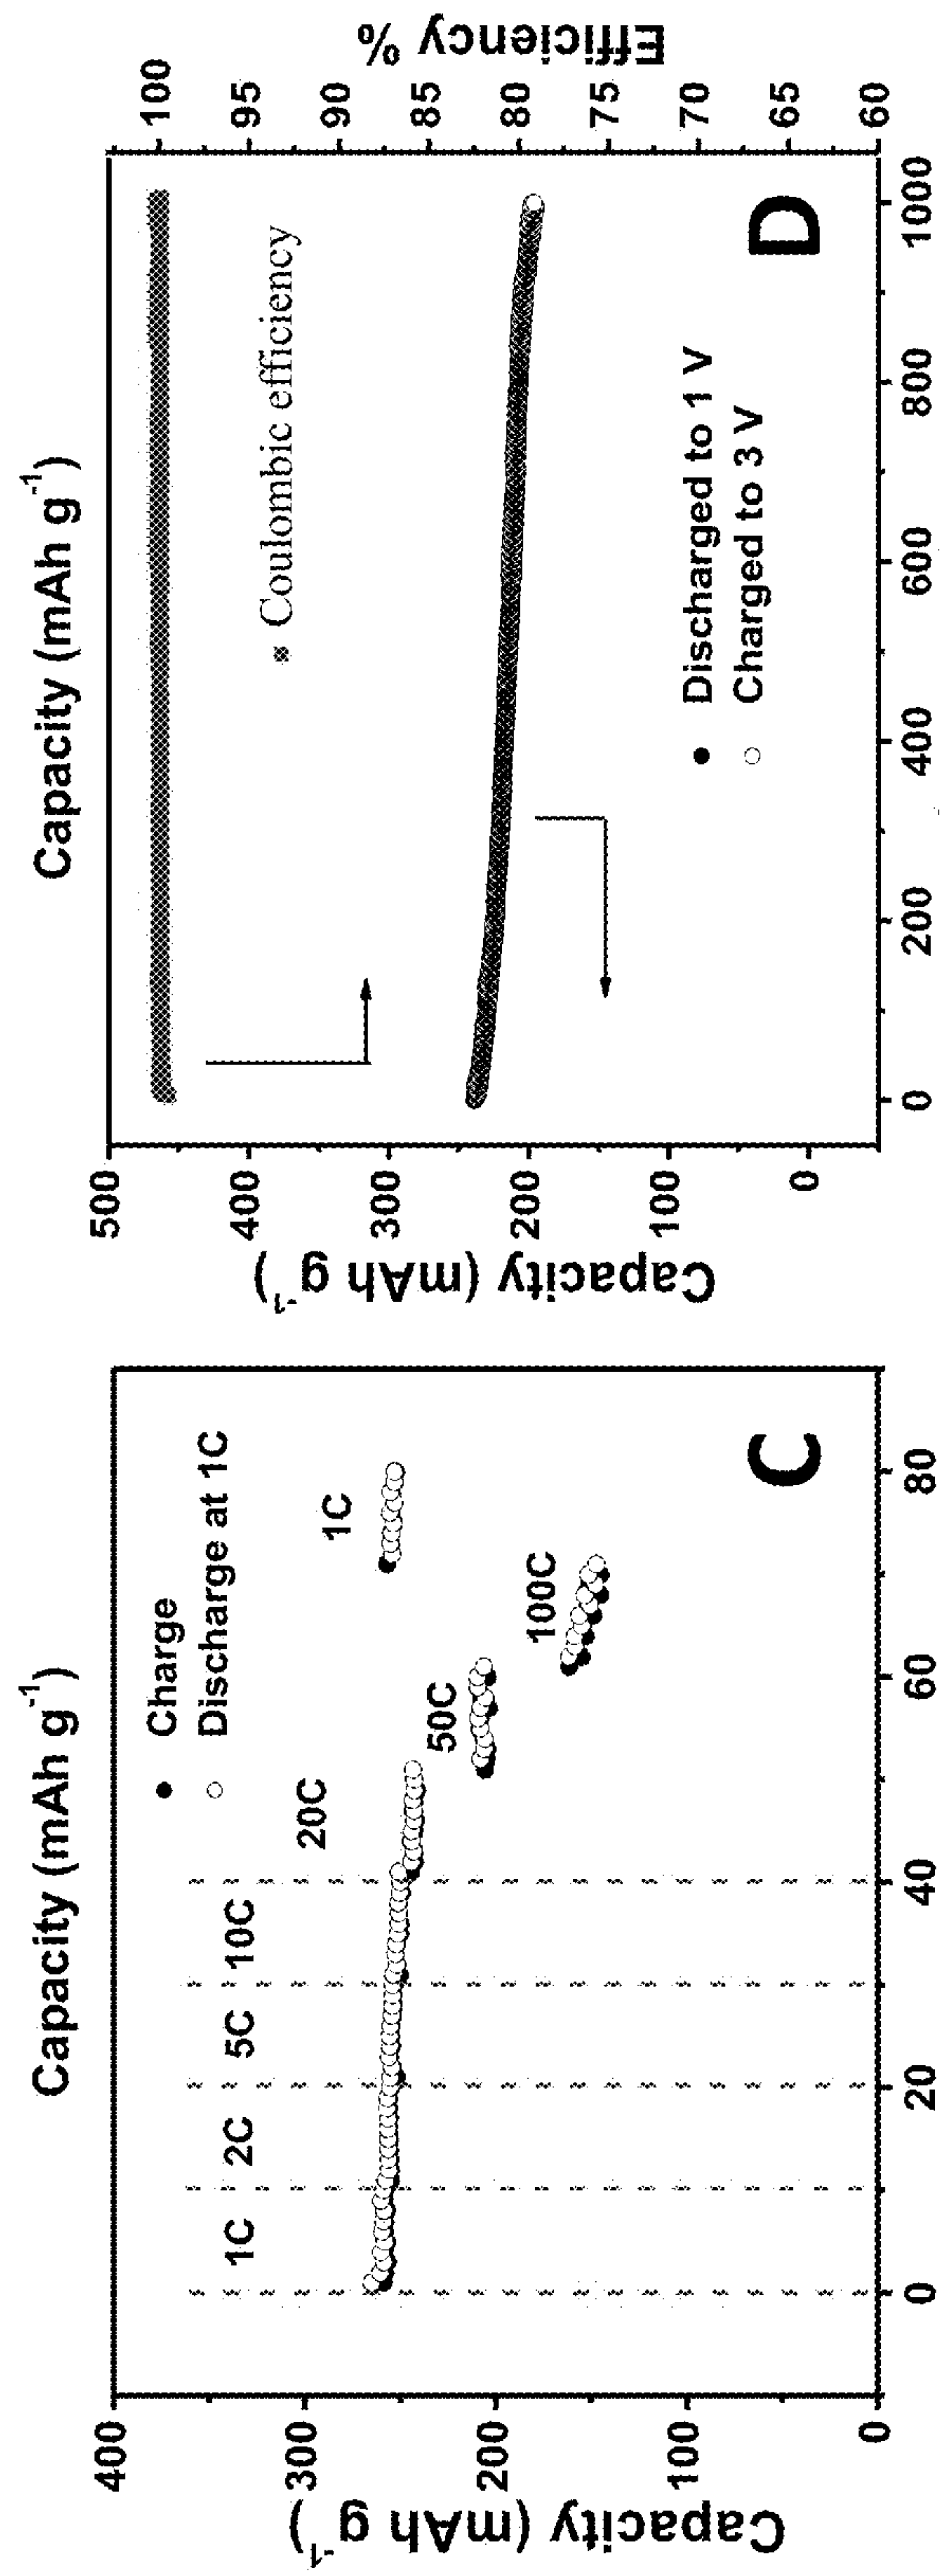 Capacity (mAh g⁻¹)
Capacity (mAh g⁻¹)
400
300
200
100
0
0
20
40
60
80
1C
2C
5C
10C
20C
50C
100C
1C
Charge
Discharge at 1C
C
Capacity (mAh g⁻¹)
Capacity (mAh g⁻¹)
500
400
300
200
100
0
0
200
400
600
800
1000
Coulombic efficiency
Discharged to 1 V
Charged to 3 V
D
100
95
90
85
80
75
70
65
60
Efficiency %